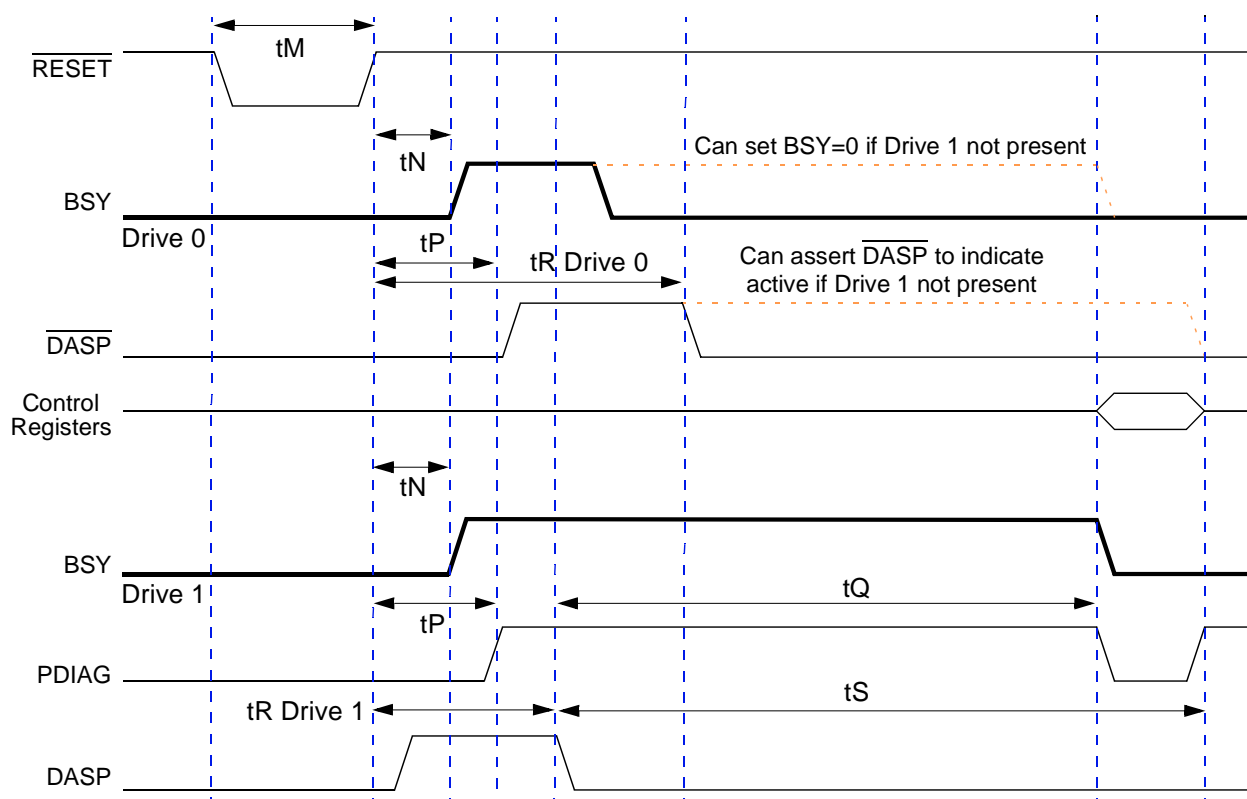 tM
RESET
tN
Can set BSY=0 if Drive 1 not present
BSY
Drive 0
tP
tR Drive 0
Can assert DASP to indicate
active if Drive 1 not present
DASP
Control
Registers
tN
BSY
Drive 1
tP
tQ
PDIAG
tR Drive 1
tS
DASP